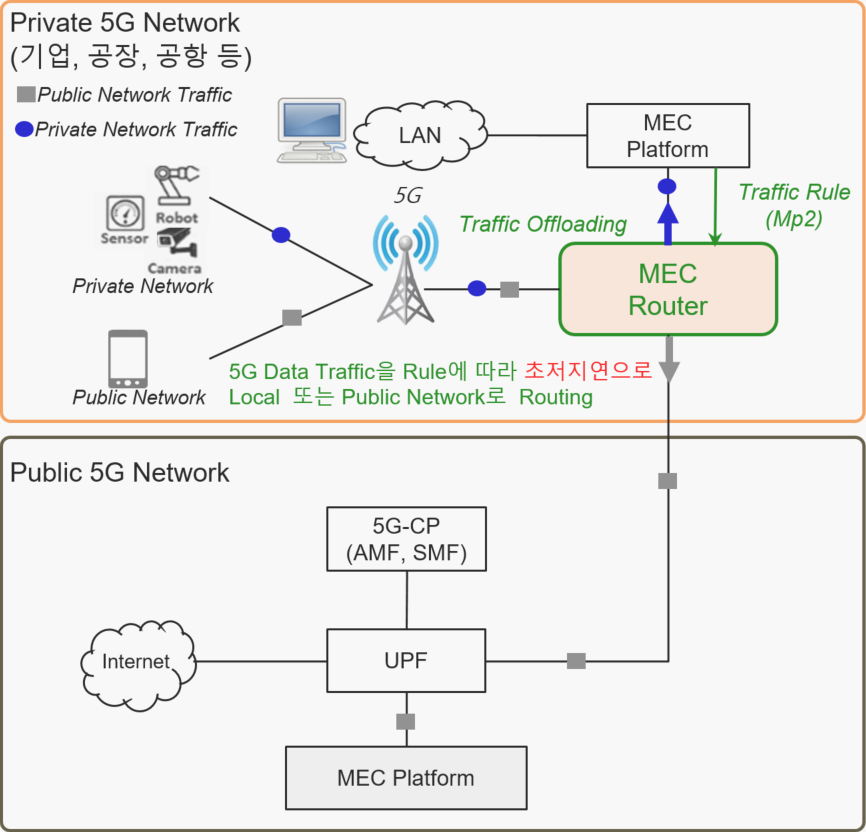 Private 5G Network
(기업, 공장, 공항 등)
Public Network Traffic
Private Network Traffic
LAN
MEC
Platform
5G
Traffic Offloading
Traffic Rule
(Mp2)
Robot
Sensor
Camera
Private Network
MEC
Router
Public Network
5G Data Traffic을 Rule에 따라 초저지연으로
Local 또는 Public Network로 Routing
Public 5G Network
5G-CP
(AMF, SMF)
Internet
UPF
MEC Platform